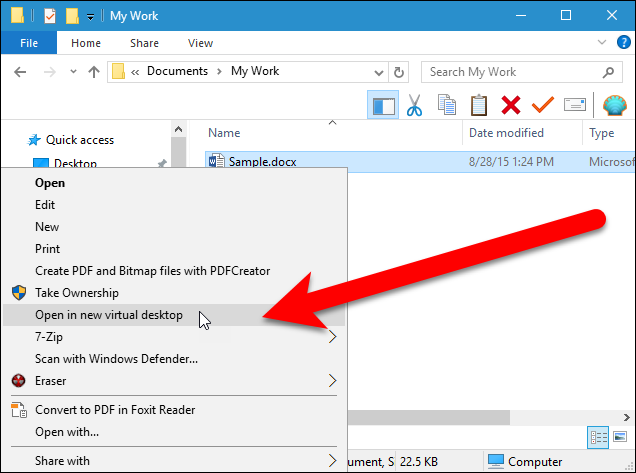 My Work
File Home Share View
Documents My Work Search My Work
Name Date modified Type
Quick access
Desktop
Sample.docx 8/28/15 1:24 PM Microsof
Open
Edit
New
Print
Create PDF and Bitmap files with PDFCreator
Take Ownership
Open in new virtual desktop
7-Zip
Scan with Windows Defender...
Eraser
Convert to PDF in Foxit Reader
Open with...
Share with
ument, S 22.5 KB Computer